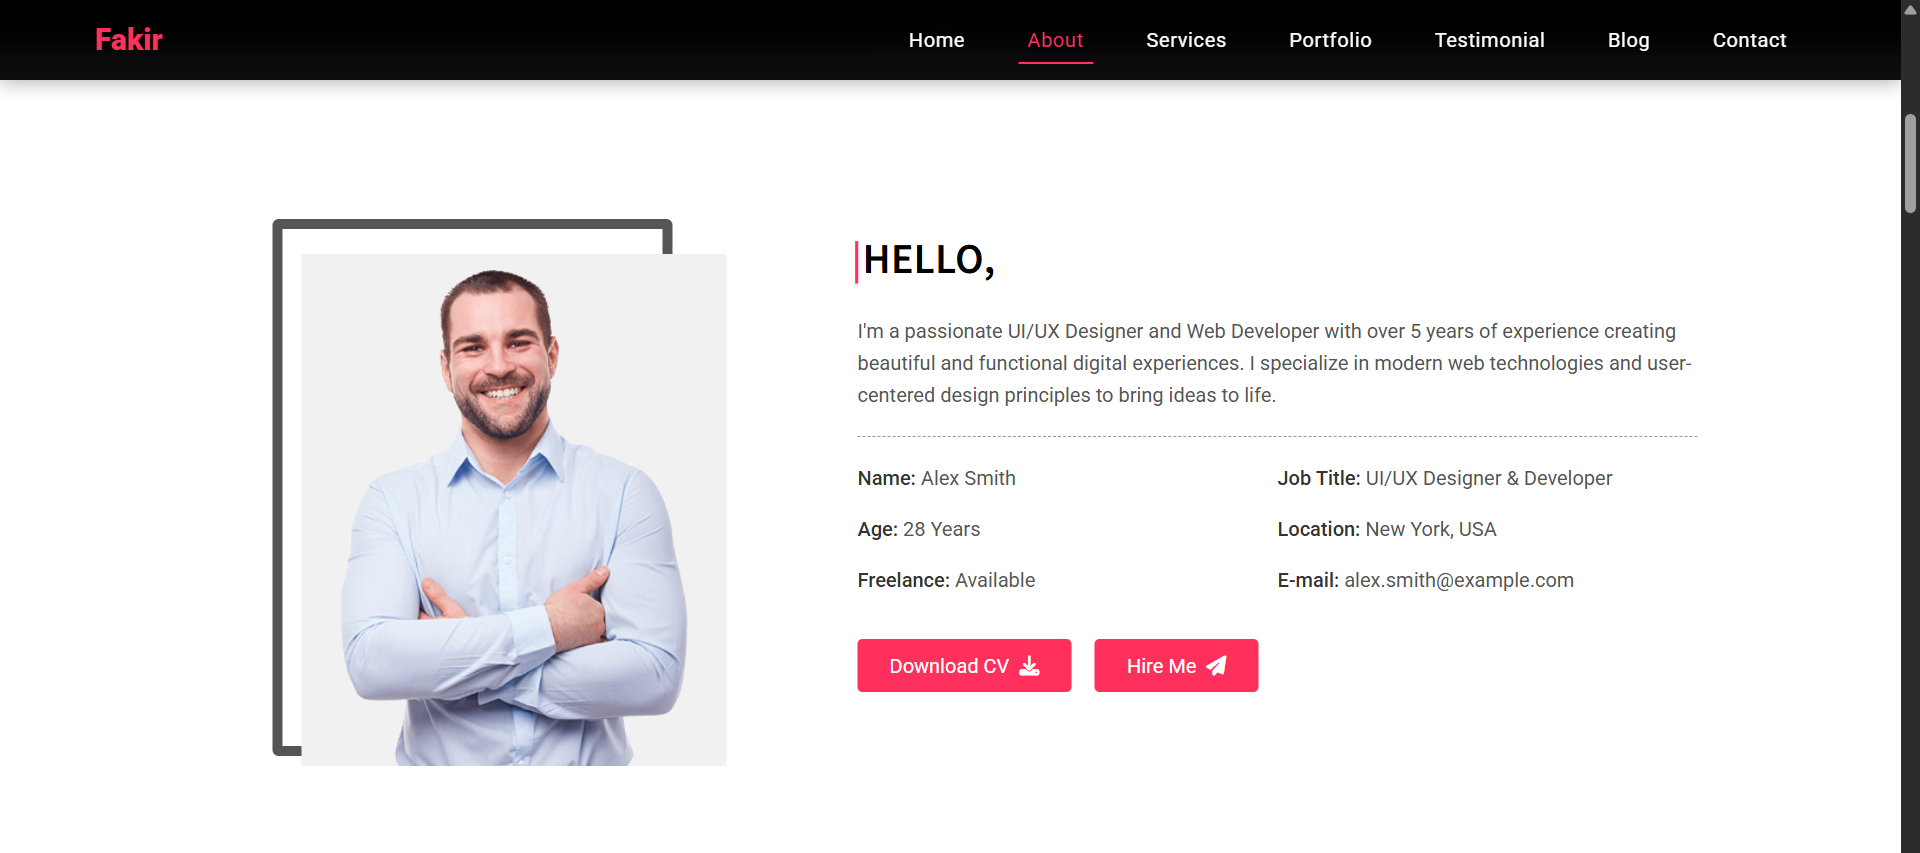 Fakir
Home About Services Portfolio Testimonial Blog Contact
HELLO,
I'm a passionate UI/UX Designer and Web Developer with over 5 years of experience creating
beautiful and functional digital experiences. I specialize in modern web technologies and user-
centered design principles to bring ideas to life.
Name: Alex Smith
Job Title: UI/UX Designer & Developer
Age: 28 Years
Location: New York, USA
Freelance: Available
E-mail: alex.smith@example.com
Download CV
Hire Me